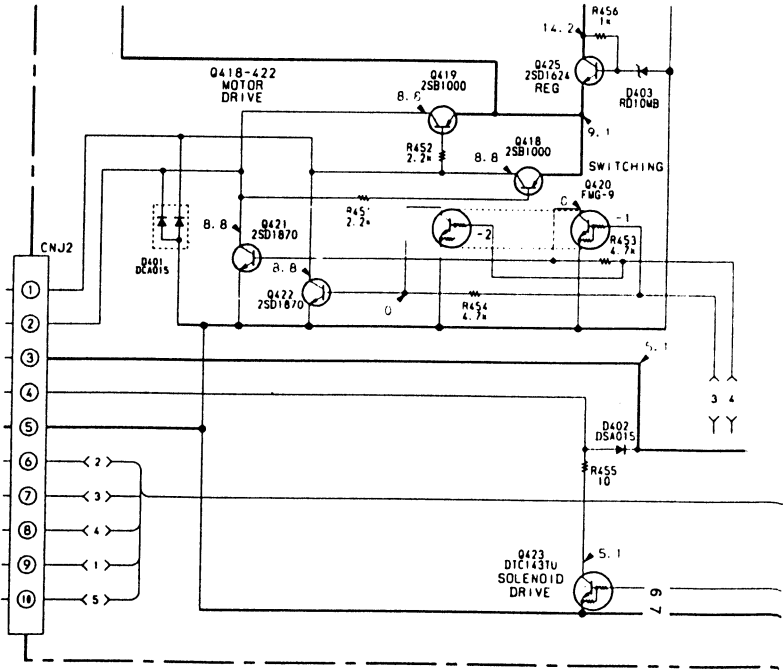 R456
1K
14.2
Q425
2SD1624
REG
D403
RD10MB
9.1
Q418-422
MOTOR
DRIVE
Q419
2SB1000
8.6
R452
2.2K
Q418
2SB1000
8.8
SWITCHING
Q420
FMG-9
0
-1
-2
R453
4.7K
R45
2.2K
CNJ2
D401
DCA015
8.8
Q421
2SD1870
8.8
Q422
2SD1870
0
R454
4.7K
1
2
3
4
5
6
7
8
9
10
2
3
4
1
5
5.1
3 4
D402
DSA015
R455
10
Q423
DTC143TU
SOLENOID
DRIVE
5.1
6 7